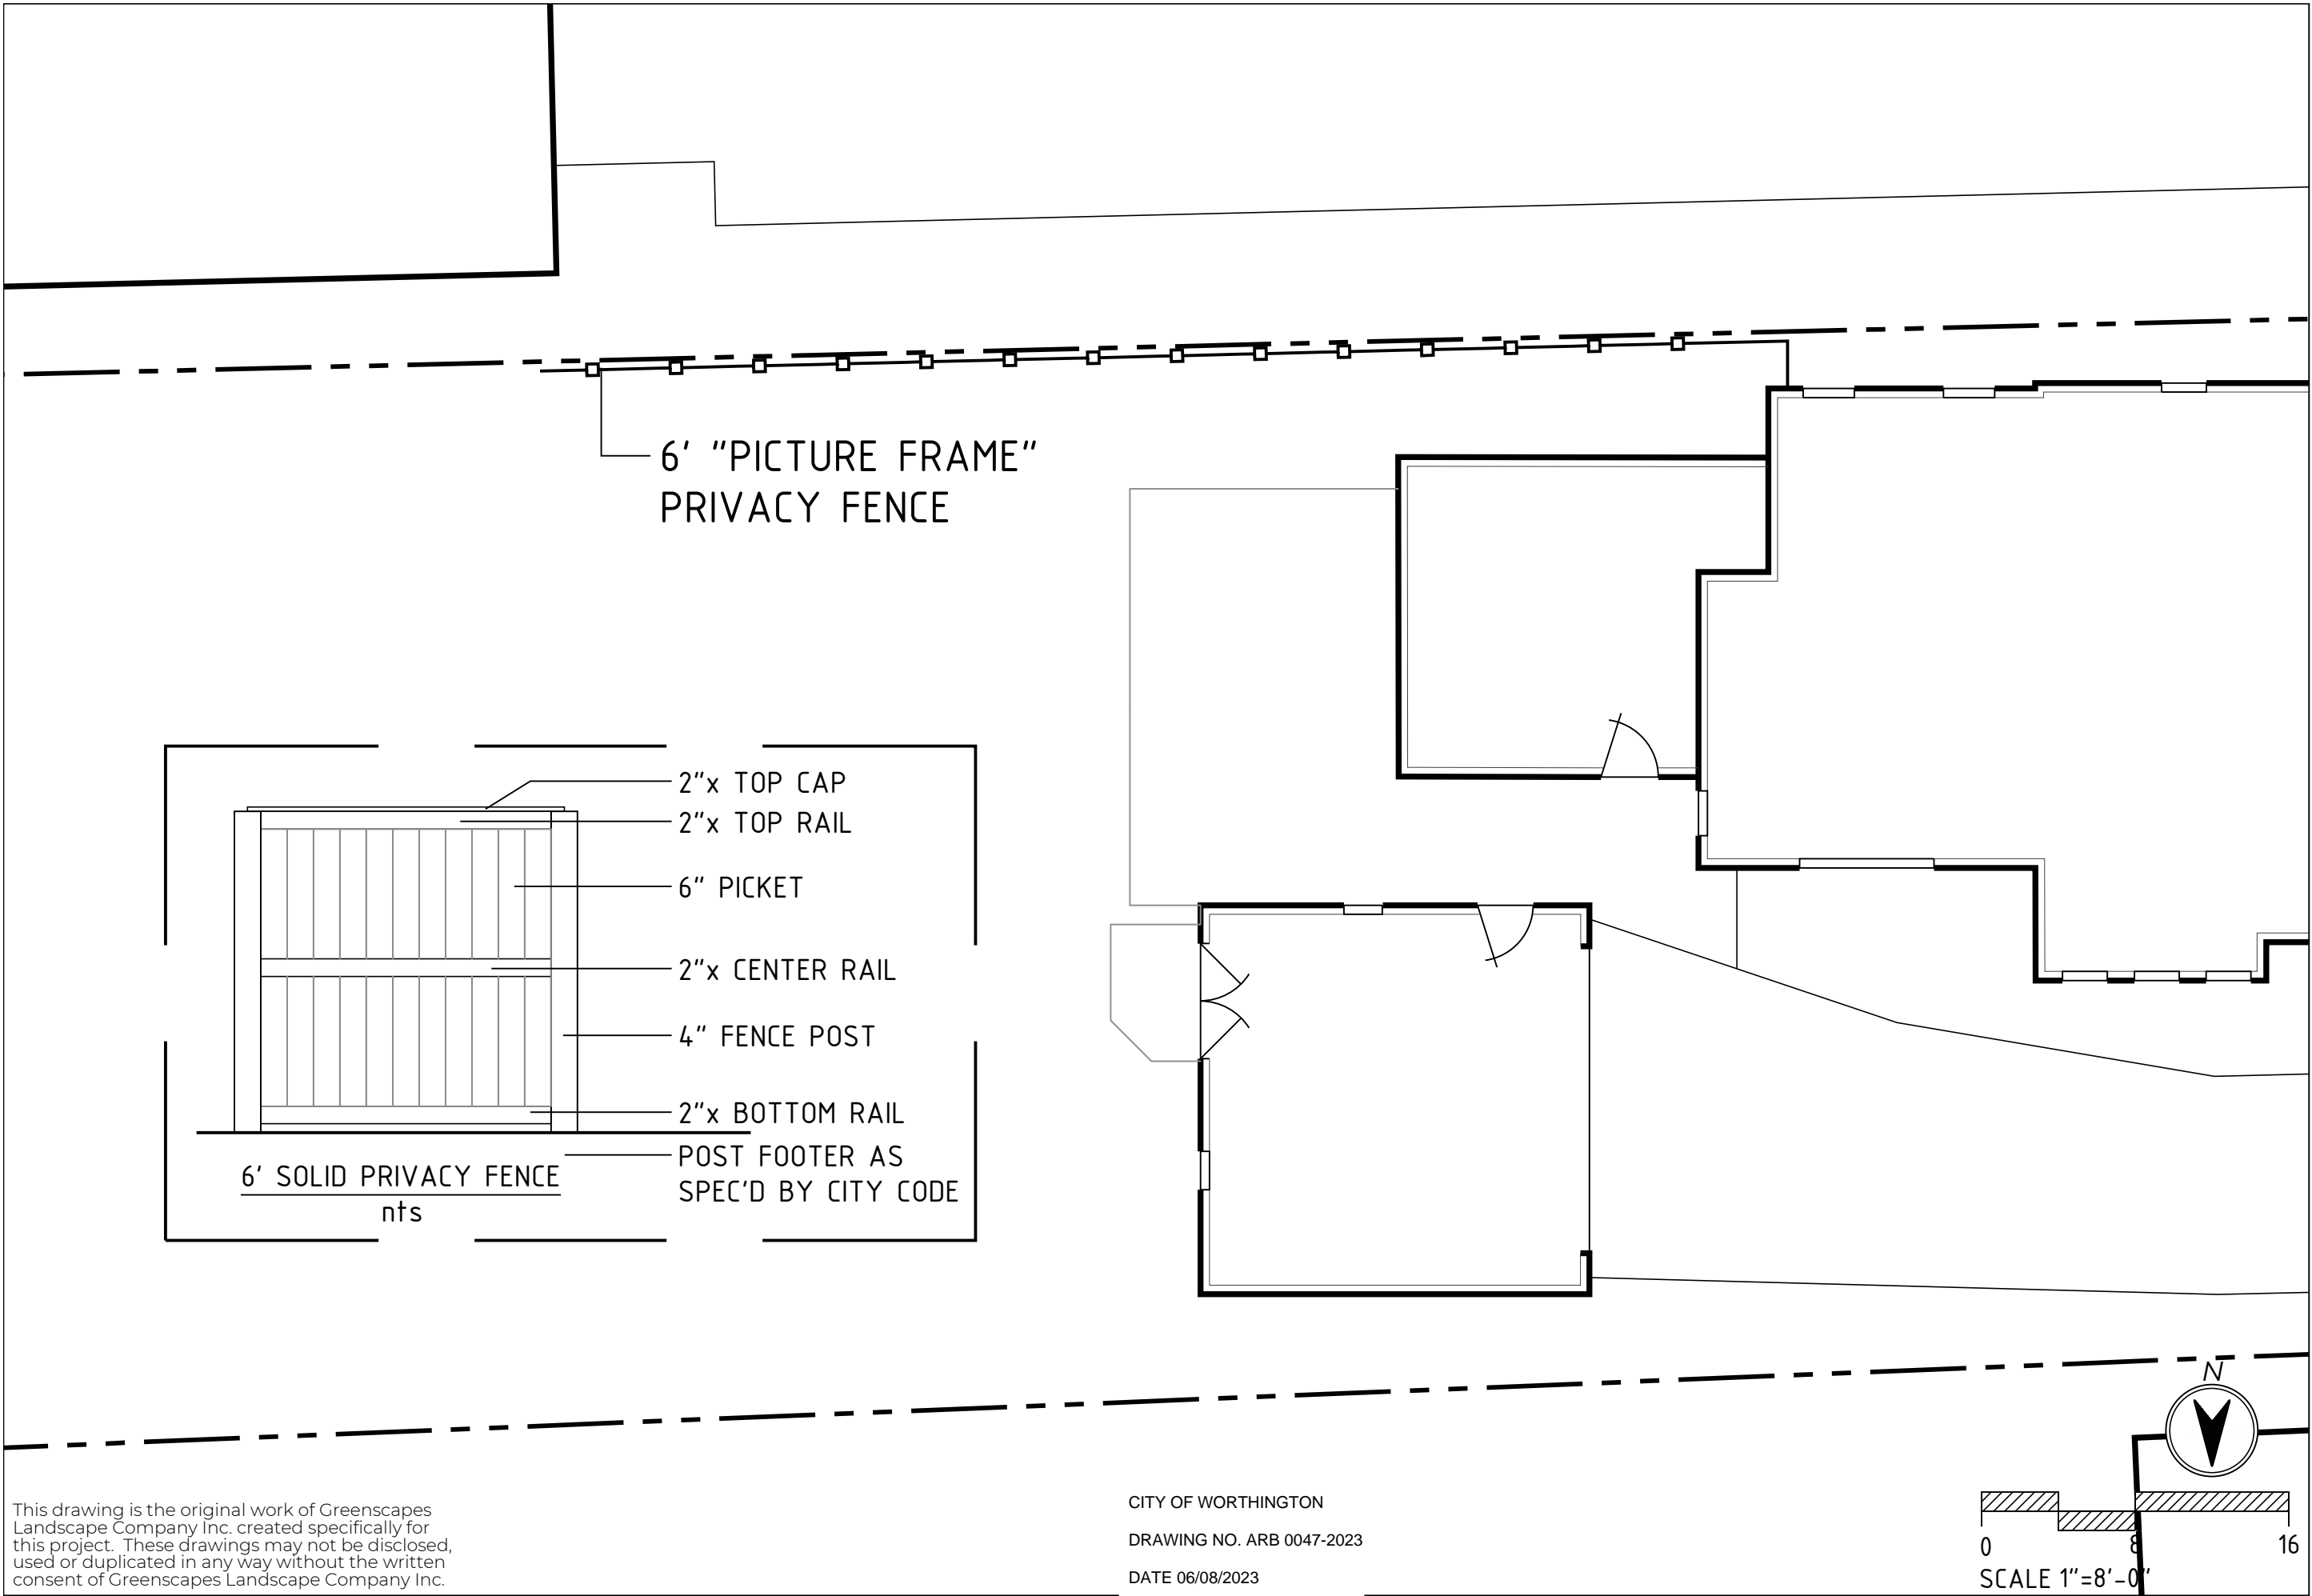 6' "PICTURE FRAME"
PRIVACY FENCE
2"x TOP CAP
2"x TOP RAIL
6" PICKET
2"x CENTER RAIL
4" FENCE POST
2"x BOTTOM RAIL
POST FOOTER AS
SPEC'D BY CITY CODE
6' SOLID PRIVACY FENCE
nts
N
0 8 16
SCALE 1"=8'-0"
This drawing is the original work of Greenscapes
Landscape Company Inc. created specifically for
this project. These drawings may not be disclosed,
used or duplicated in any way without the written
consent of Greenscapes Landscape Company Inc.
CITY OF WORTHINGTON
DRAWING NO. ARB 0047-2023
DATE 06/08/2023